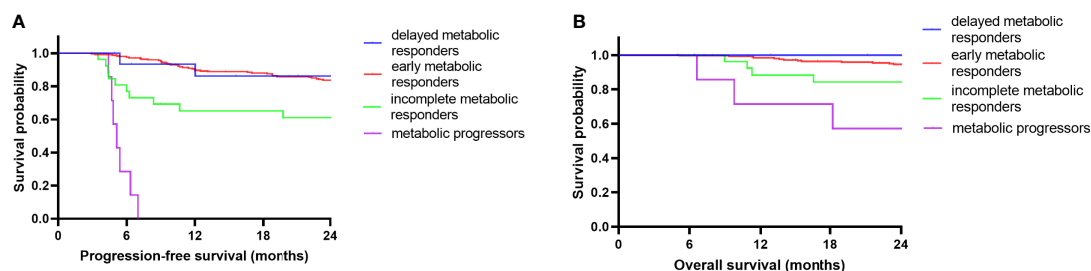 A
Survival probability
1.0
0.8
0.6
0.4
0.2
0.0
0
6
12
18
24
Progression-free survival (months)
delayed metabolic
responders
early metabolic
responders
incomplete metabolic
responders
metabolic progressors
B
Survival probability
1.0
0.8
0.6
0.4
0.2
0.0
0
6
12
18
24
Overall survival (months)
delayed metabolic
responders
early metabolic
responders
incomplete metabolic
responders
metabolic progressors